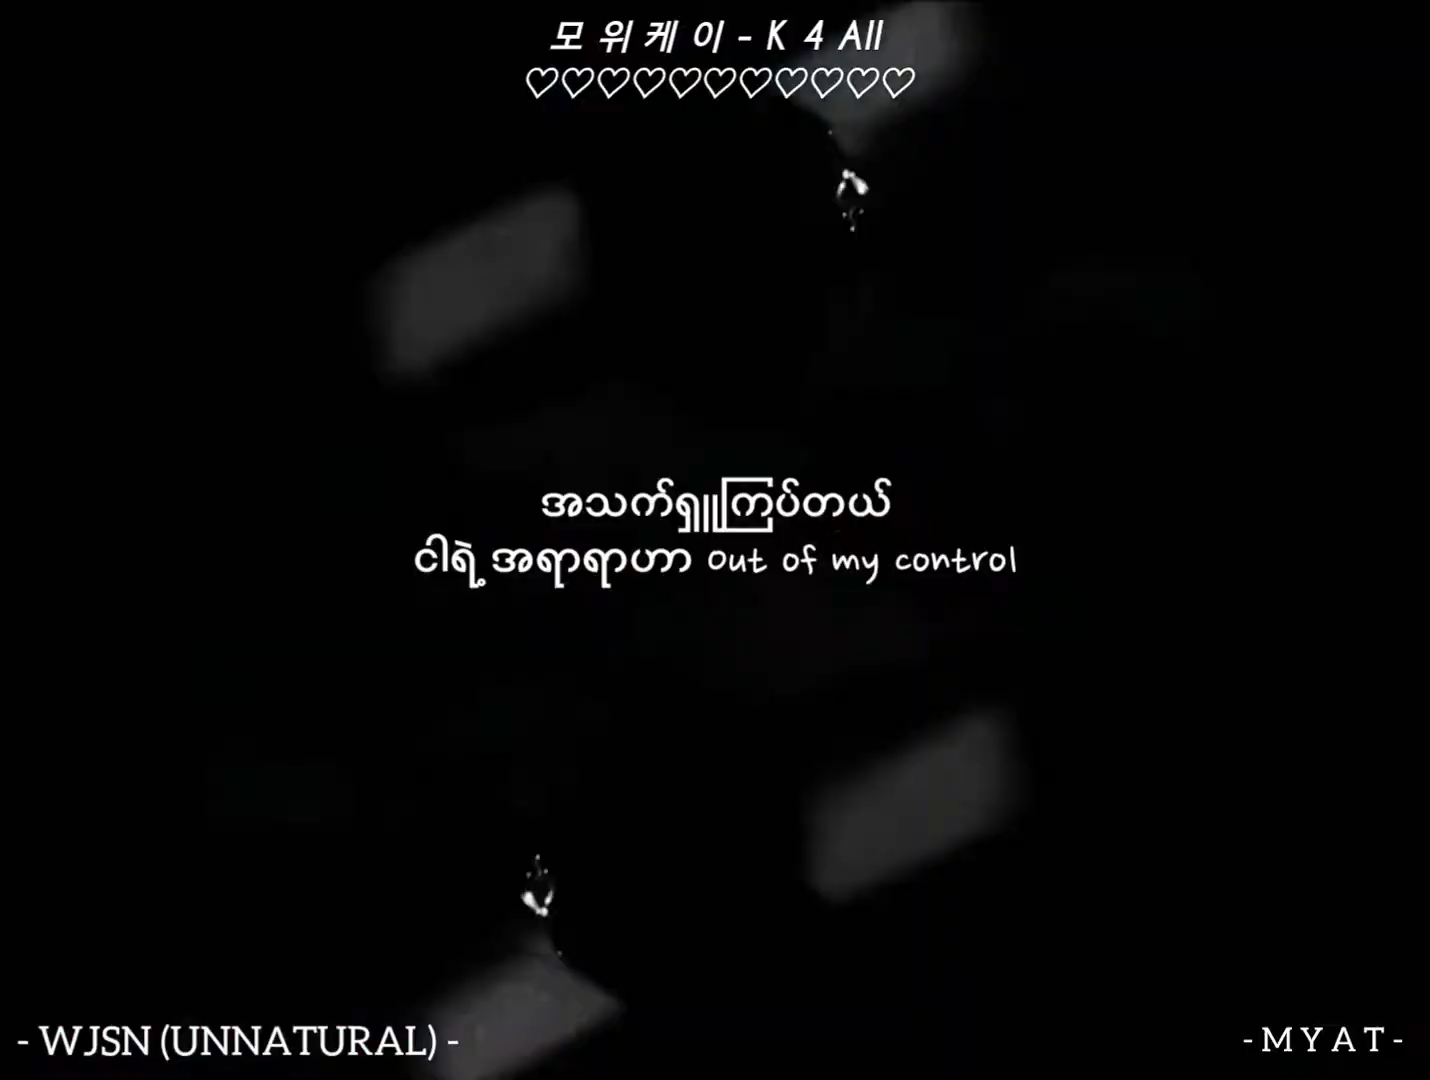 모 위 케 이 - K 4 All
♡♡♡♡♡♡♡♡♡♡♡
အသက်ရှူကြပ်တယ်
ငါရဲ့ အရာရာဟာ out of my control
- WJSN (UNNATURAL) -
- M Y A T -